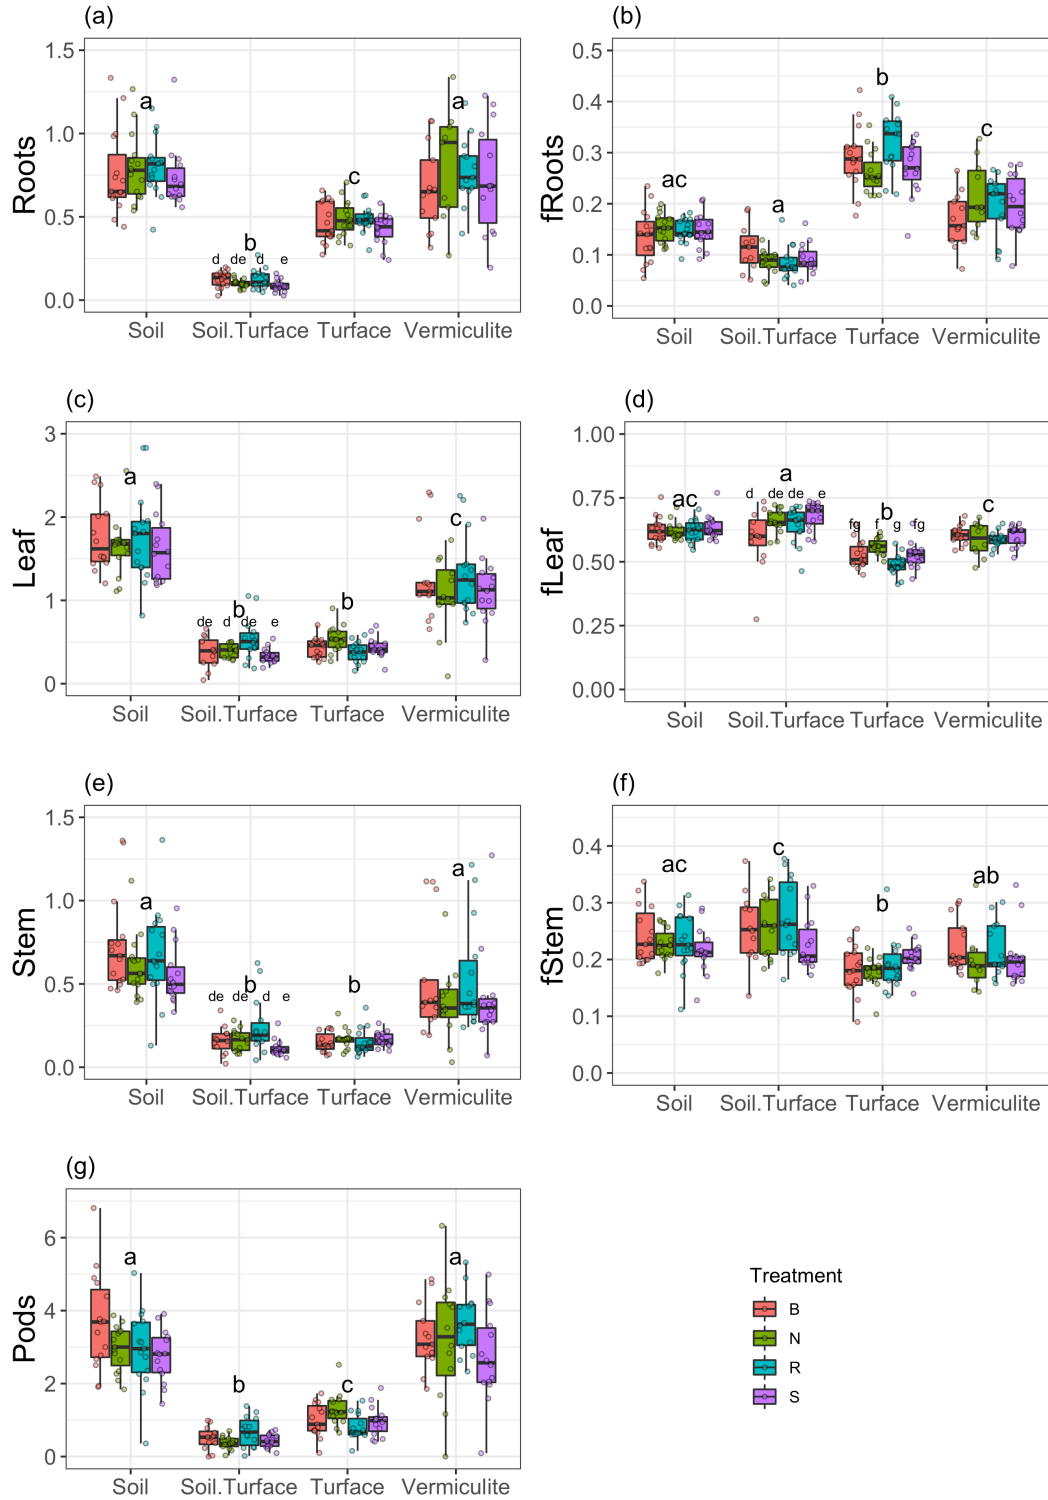 (a)
1.5
1.0
0.5
0.0
Roots
a
b
c
a
d de d e
Soil Soil.Turface Turface Vermiculite
(b)
0.5
0.4
0.3
0.2
0.1
0.0
fRoots
ac
a
b
c
Soil Soil.Turface Turface Vermiculite
(c)
3
2
1
0
Leaf
a
b
b
c
de d de e
Soil Soil.Turface Turface Vermiculite
(d)
1.00
0.75
0.50
0.25
0.00
fLeaf
ac
a
b
c
d de de e
fg f g fg
Soil Soil.Turface Turface Vermiculite
(e)
1.5
1.0
0.5
0.0
Stem
a
b
b
a
de de d e
Soil Soil.Turface Turface Vermiculite
(f)
0.4
0.3
0.2
0.1
0.0
fStem
ac
c
b
ab
Soil Soil.Turface Turface Vermiculite
(g)
6
4
2
0
Pods
a
b
c
a
Soil Soil.Turface Turface Vermiculite
Treatment
B
N
R
S